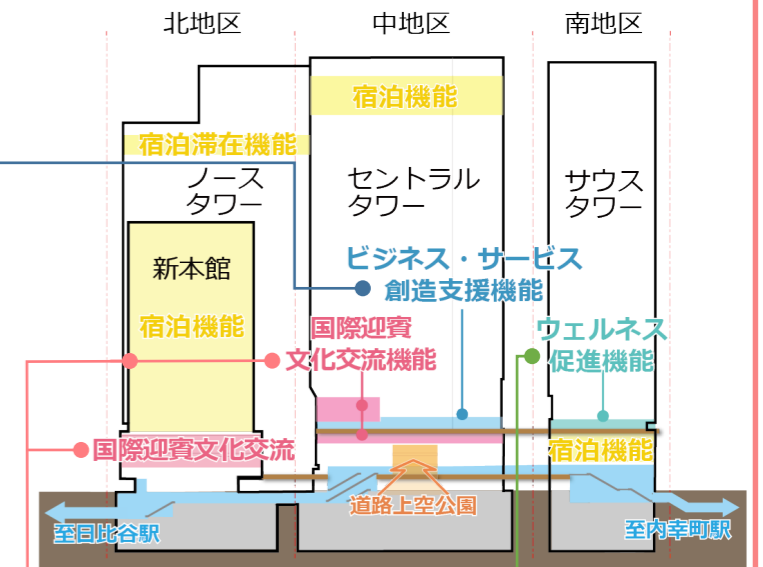 北地区
中地区
南地区
宿泊機能
宿泊滞在機能
ノース
タワー
セントラル
タワー
サウス
タワー
新本館
宿泊機能
ビジネス・サービス
創造支援機能
国際迎賓
文化交流機能
ウェルネス
促進機能
国際迎賓文化交流
宿泊機能
道路上空公園
至日比谷駅
至内幸町駅